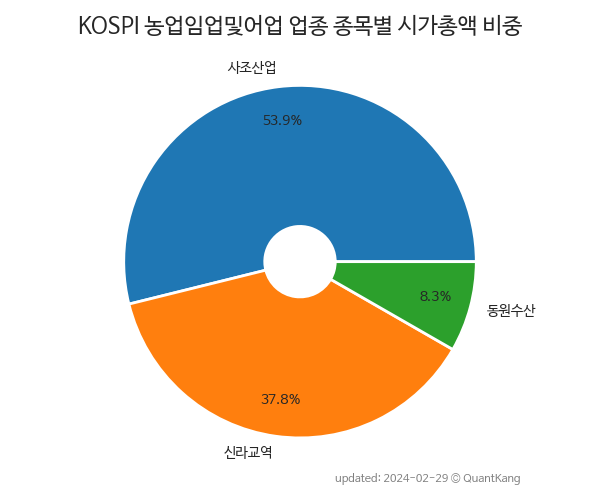 KOSPI 농업임업및어업 업종 종목별 시가총액 비중
사조산업
53.9%
8.3%
동원수산
37.8%
신라교역
updated: 2024-02-29 © QuantKang